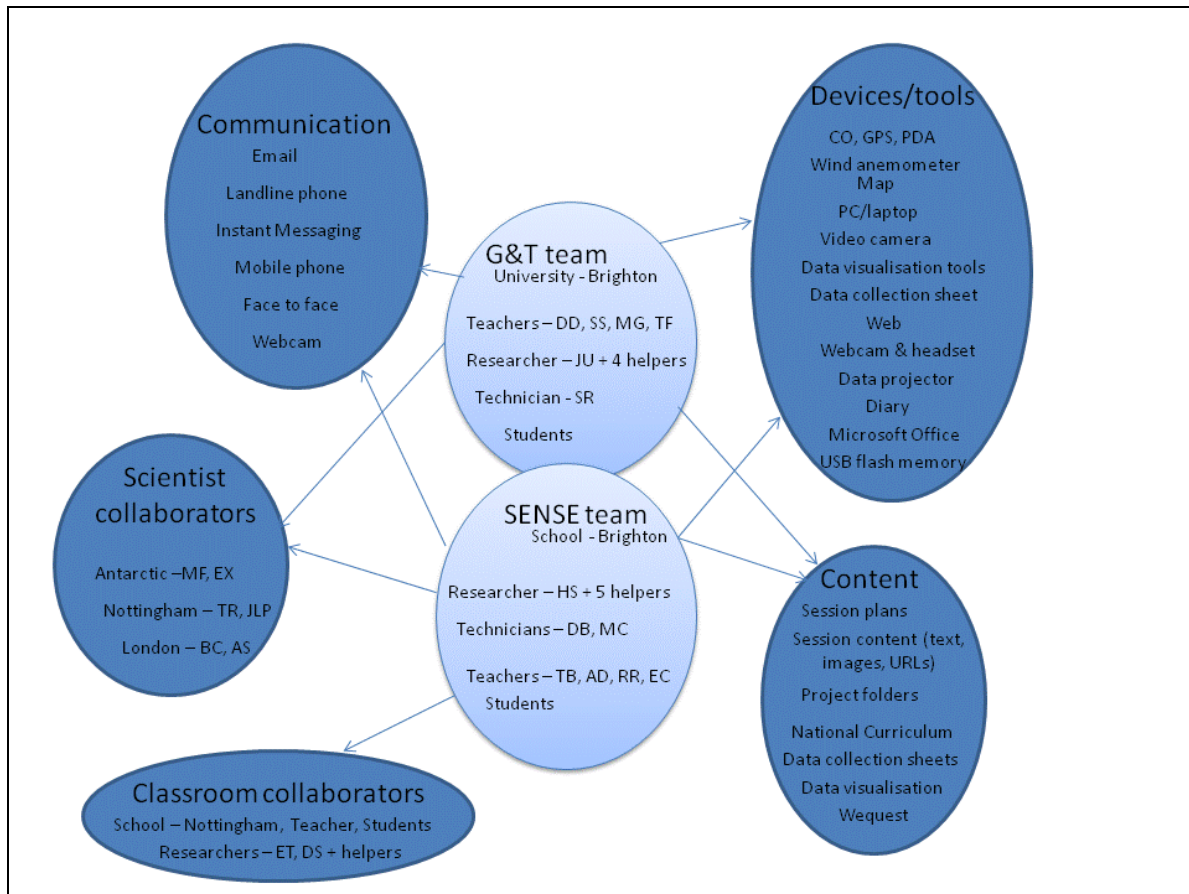 Communication
Email
Landline phone
Instant Messaging
Mobile phone
Face to face
Webcam
Devices/tools
CO, GPS, PDA
Wind anemometer
Map
PC/laptop
Video camera
Data visualisation tools
Data collection sheet
Web
Webcam & headset
Data projector
Diary
Microsoft Office
USB flash memory
G&T team
University - Brighton
Teachers – DD, SS, MG, TF
Researcher – JU + 4 helpers
Technician - SR
Students
Scientist
collaborators
Antarctic –MF, EX
Nottingham – TR, JLP
London – BC, AS
SENSE team
School - Brighton
Researcher – HS + 5 helpers
Technicians – DB, MC
Teachers – TB, AD, RR, EC
Students
Content
Session plans
Session content (text,
images, URLs)
Project folders
National Curriculum
Data collection sheets
Data visualisation
Wequest
Classroom collaborators
School – Nottingham, Teacher, Students
Researchers – ET, DS + helpers